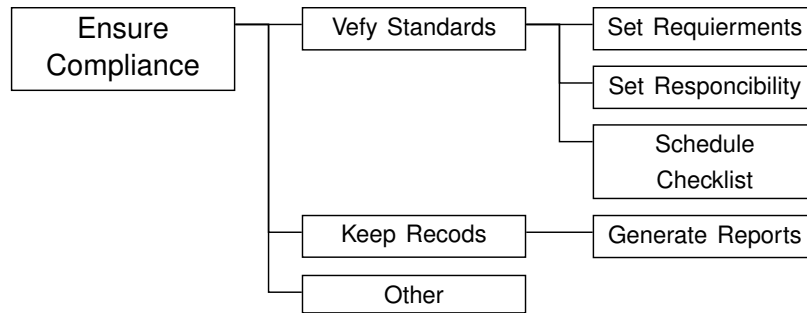 Ensure
Compliance
Vefy Standards
Set Requierments
Set Responcibility
Schedule
Checklist
Keep Recods
Generate Reports
Other